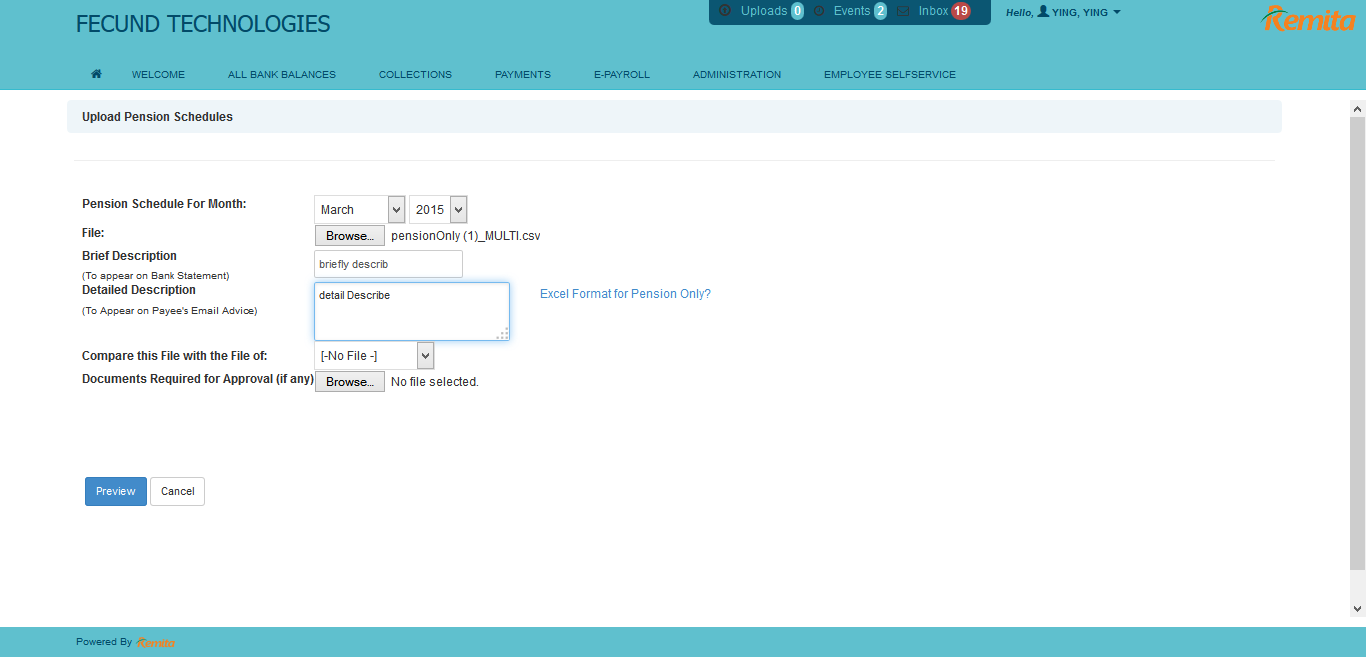 FECUND TECHNOLOGIES
Uploads 0 Events 2 Inbox 19
Hello, YING, YING
Remita
WELCOME ALL BANK BALANCES COLLECTIONS PAYMENTS E-PAYROLL ADMINISTRATION EMPLOYEE SELFSERVICE
Upload Pension Schedules
Pension Schedule For Month: March 2015
File: Browse... pensionOnly (1)_MULTI.csv
Brief Description briefly describ
(To appear on Bank Statement)
Detailed Description detail Describe Excel Format for Pension Only?
(To Appear on Payee's Email Advice)
Compare this File with the File of: [-No File -]
Documents Required for Approval (if any) Browse... No file selected.
Preview Cancel
Powered By Remita